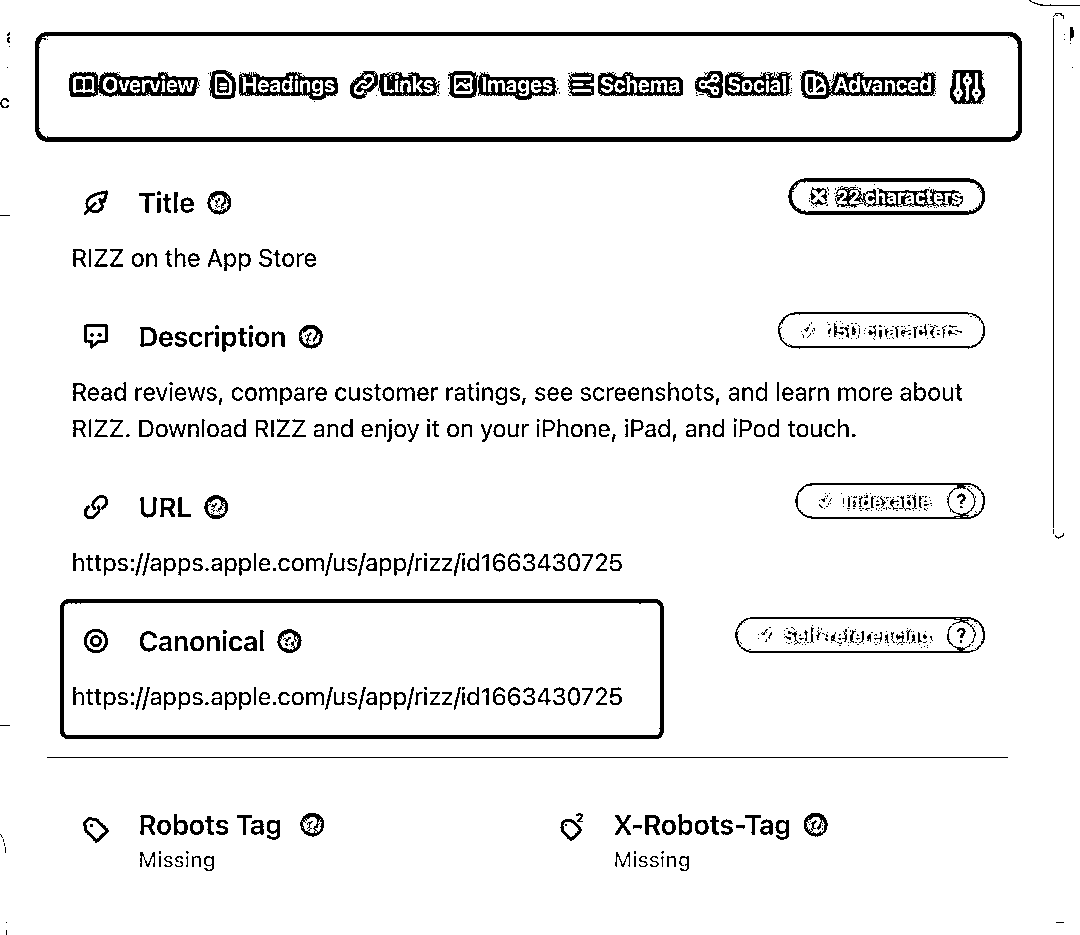 Overview Headings Links Images Schema Social Advanced
Title
22 characters
RIZZ on the App Store
Description
150 characters
Read reviews, compare customer ratings, see screenshots, and learn more about
RIZZ. Download RIZZ and enjoy it on your iPhone, iPad, and iPod touch.
URL
Indexable ?
https://apps.apple.com/us/app/rizz/id1663430725
Canonical
Self-referencing ?
https://apps.apple.com/us/app/rizz/id1663430725
Robots Tag
X-Robots-Tag
Missing
Missing